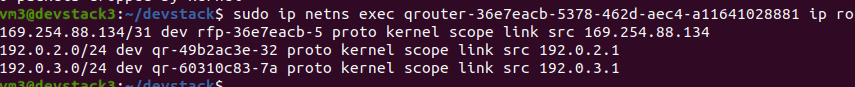 vm3@devstack3:~/devstack$ sudo ip netns exec qrouter-36e7eacb-5378-462d-aec4-a11641028881 ip ro
169.254.88.134/31 dev rfp-36e7eacb-5 proto kernel scope link src 169.254.88.134
192.0.2.0/24 dev qr-49b2ac3e-32 proto kernel scope link src 192.0.2.1
192.0.3.0/24 dev qr-60310c83-7a proto kernel scope link src 192.0.3.1
vm3@devstack3:~/devstack$